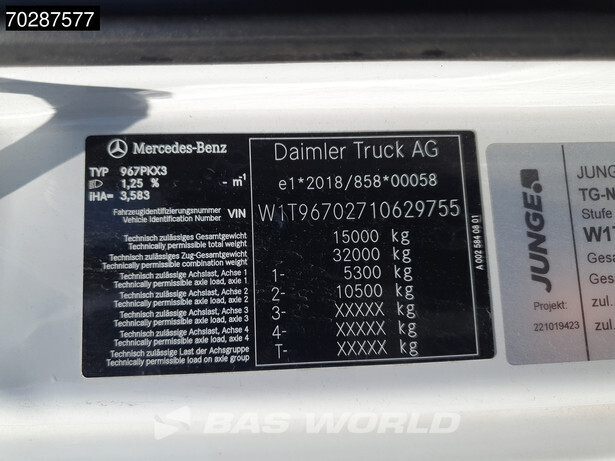 70287577
Mercedes-Benz
Daimler Truck AG
TYP 967PKX3
1,25 % - m⁻¹
iHA= 3,583
e1*2018/858*00058
Fahrzeugidentifizierungsnummer
Vehicle Identification Number VIN
W1T96702710629755
Technisch zulässiges Gesamtgewicht
Technically permissible total weight
15000 kg
Technisch zulässiges Zug-Gesamtgewicht
Technically permissible combination weight
32000 kg
Technisch zulässige Achslast, Achse 1
Technically permissible axle load, axle 1
1- 5300 kg
Technisch zulässige Achslast, Achse 2
Technically permissible axle load, axle 2
2- 10500 kg
Technisch zulässige Achslast, Achse 3
Technically permissible axle load, axle 3
3- XXXXX kg
Technisch zulässige Achslast, Achse 4
Technically permissible axle load, axle 4
4- XXXXX kg
Technisch zulässige Last der Achsgruppe
Technically permissible load on axle group
T- XXXXX kg
A 002 584 08 01
JUNGE
Projekt:
221019423
JUNG
TG-N
Stufe
W1T
Gesa
Ges
zul.
zul.
BAS WORLD